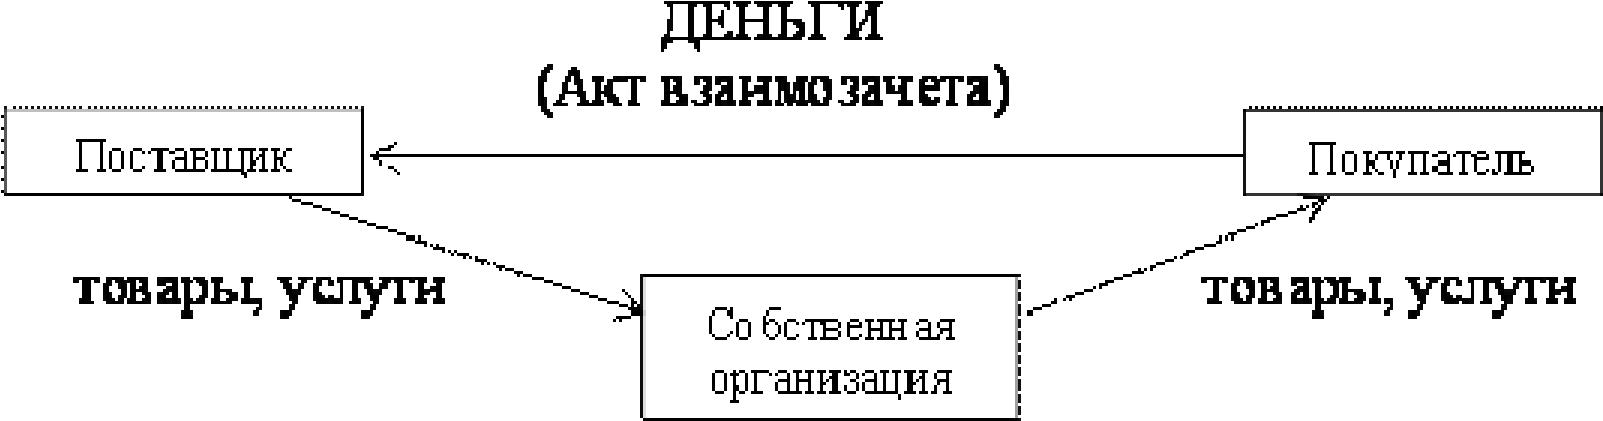 ДЕНЬГИ
(Акт взаимозачета)
Поставщик
Покупатель
товары, услуги
товары, услуги
Собственная
организация